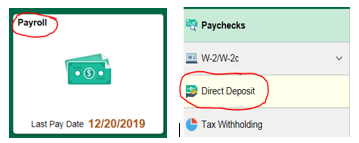 Payroll
Last Pay Date 12/20/2019
Paychecks
W-2/W-2c
Direct Deposit
Tax Withholding